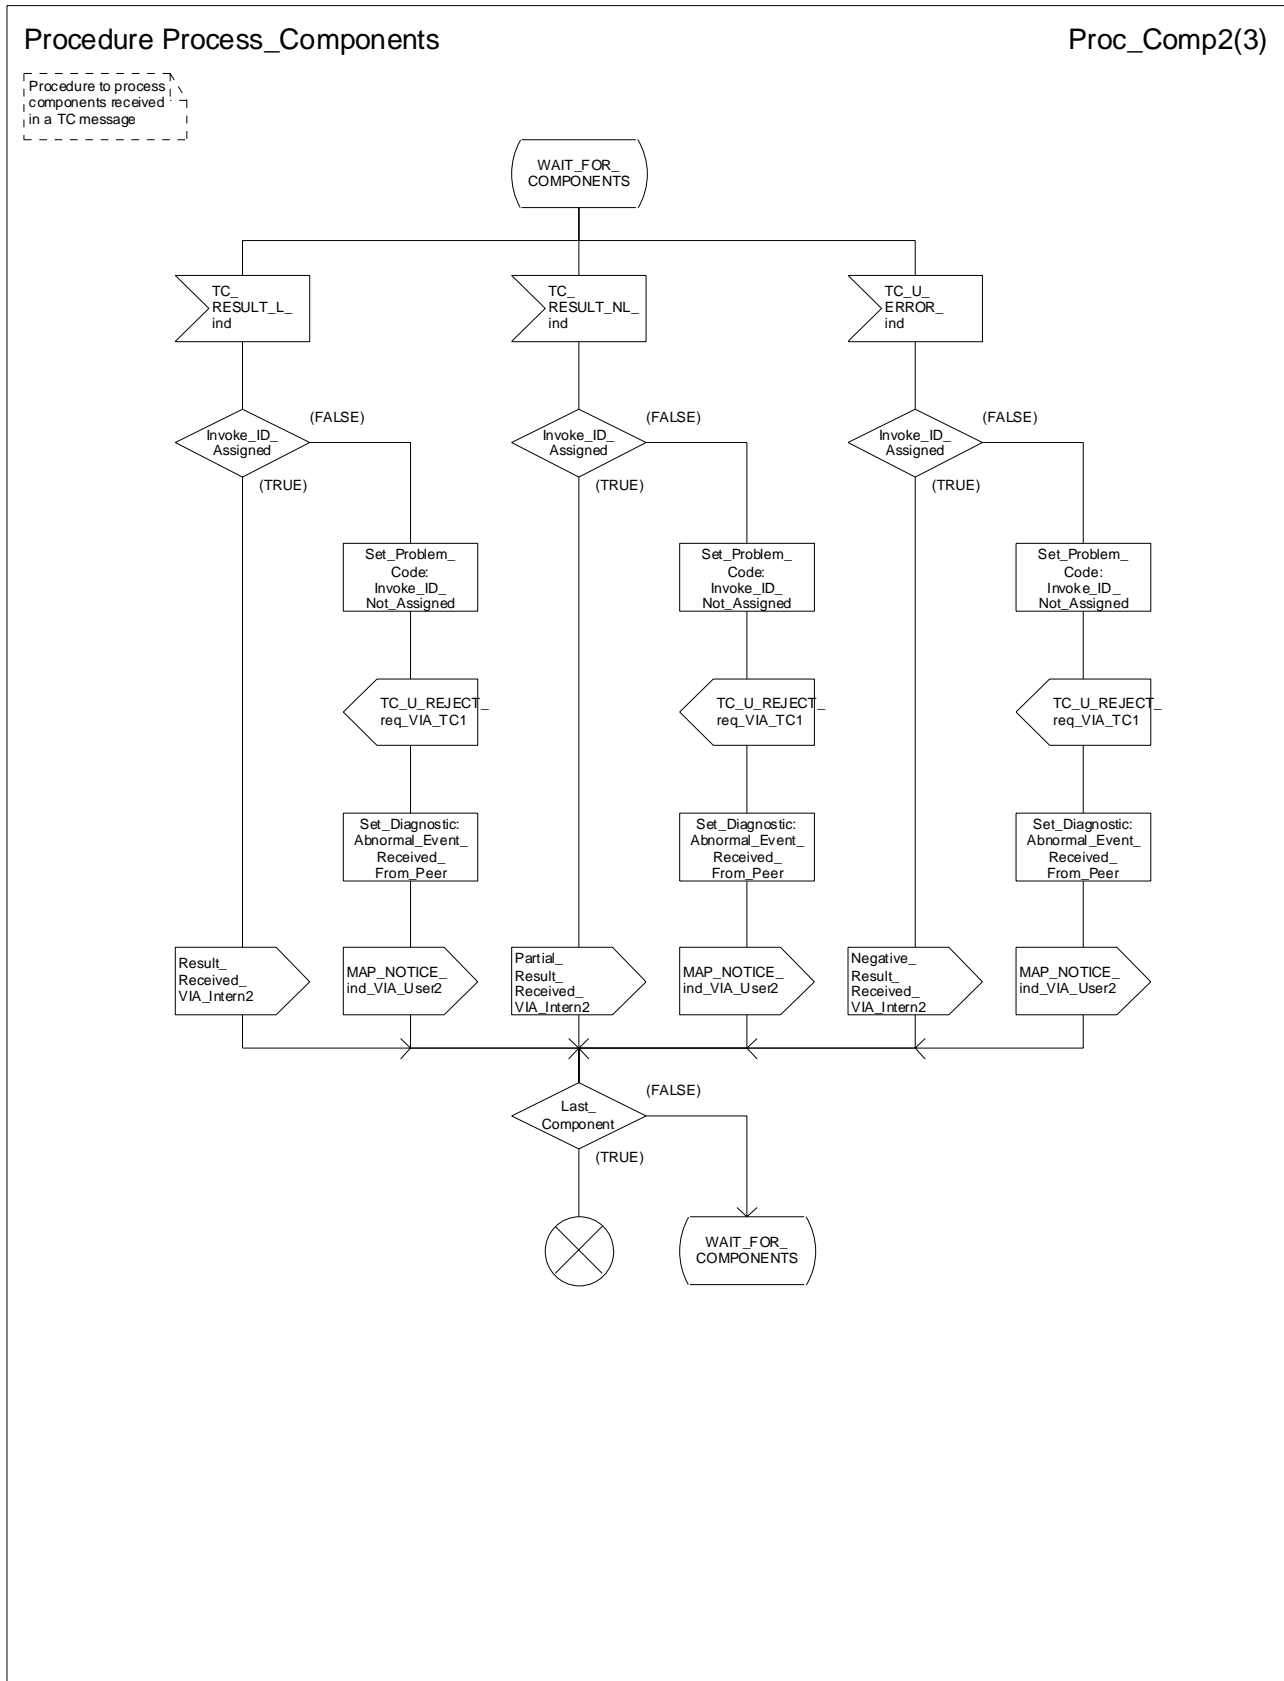 Procedure Process_Components
Proc_Comp2(3)
Procedure to process
components received
in a TC message
WAIT_FOR_
COMPONENTS
TC_
RESULT_L_
ind
TC_
RESULT_NL_
ind
TC_U_
ERROR_
ind
(FALSE)
(FALSE)
(FALSE)
Invoke_ID_
Assigned
Invoke_ID_
Assigned
Invoke_ID_
Assigned
(TRUE)
(TRUE)
(TRUE)
Set_Problem_
Code:
Invoke_ID_
Not_Assigned
Set_Problem_
Code:
Invoke_ID_
Not_Assigned
Set_Problem_
Code:
Invoke_ID_
Not_Assigned
TC_U_REJECT_
req_VIA_TC1
TC_U_REJECT_
req_VIA_TC1
TC_U_REJECT_
req_VIA_TC1
Set_Diagnostic:
Abnormal_Event_
Received_
From_Peer
Set_Diagnostic:
Abnormal_Event_
Received_
From_Peer
Set_Diagnostic:
Abnormal_Event_
Received_
From_Peer
Result_
Received_
VIA_Intern2
MAP_NOTICE_
ind_VIA_User2
Partial_
Result_
Received_
VIA_Intern2
MAP_NOTICE_
ind_VIA_User2
Negative_
Result_
Received_
VIA_Intern2
MAP_NOTICE_
ind_VIA_User2
(FALSE)
Last_
Component
(TRUE)
WAIT_FOR_
COMPONENTS